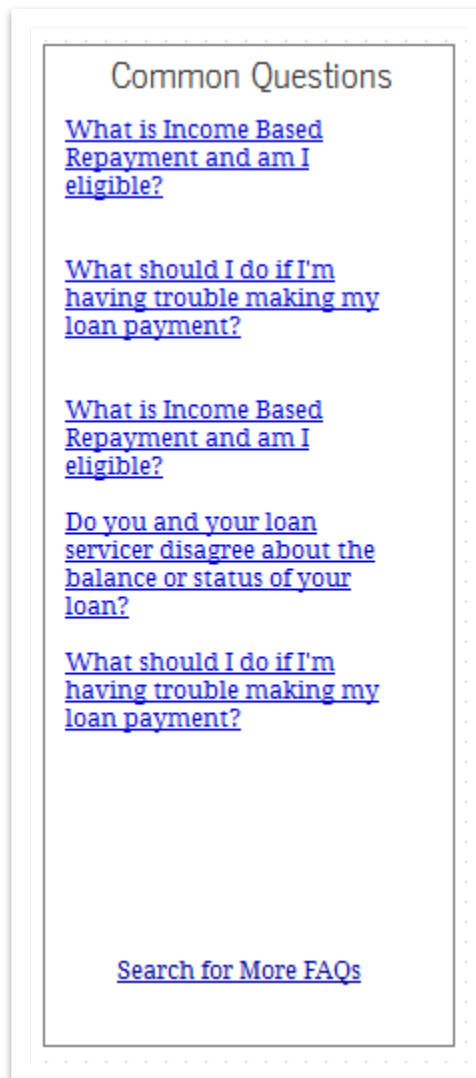 Common Questions
What is Income Based
Repayment and am I
eligible?
What should I do if I'm
having trouble making my
loan payment?
What is Income Based
Repayment and am I
eligible?
Do you and your loan
servicer disagree about the
balance or status of your
loan?
What should I do if I'm
having trouble making my
loan payment?
Search for More FAQs